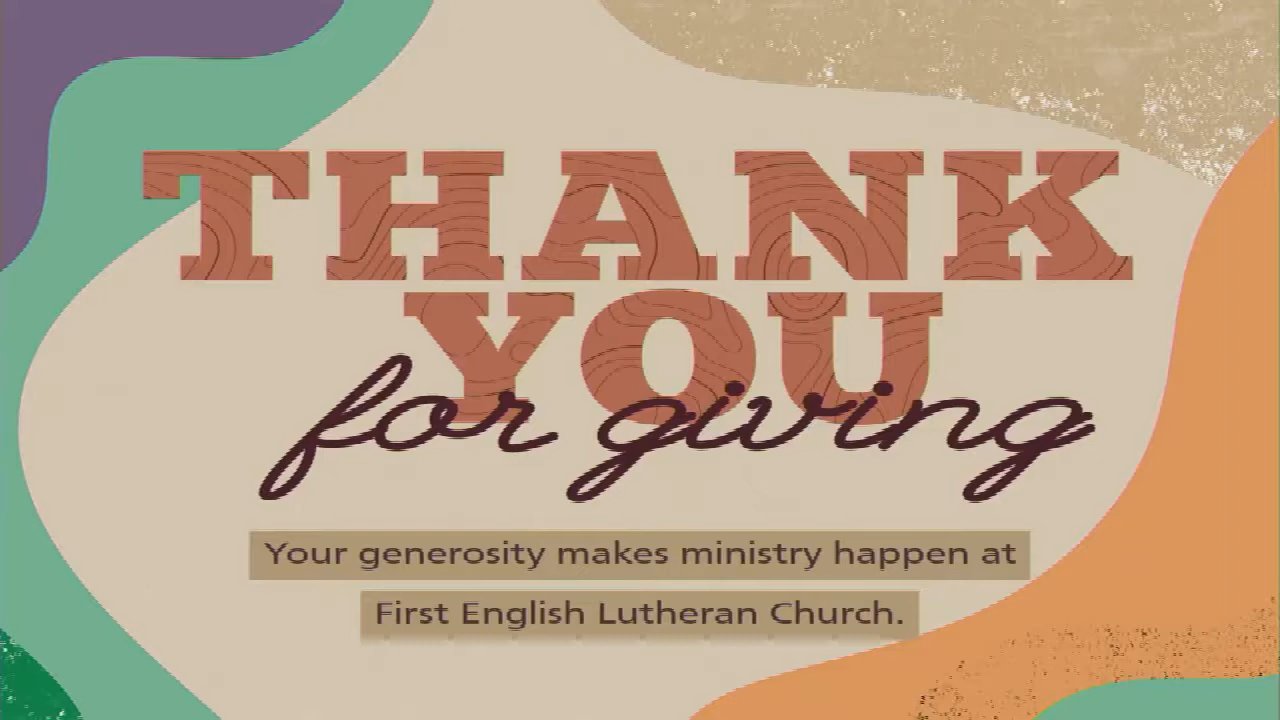 THANK
YOU
for giving
Your generosity makes ministry happen at
First English Lutheran Church.